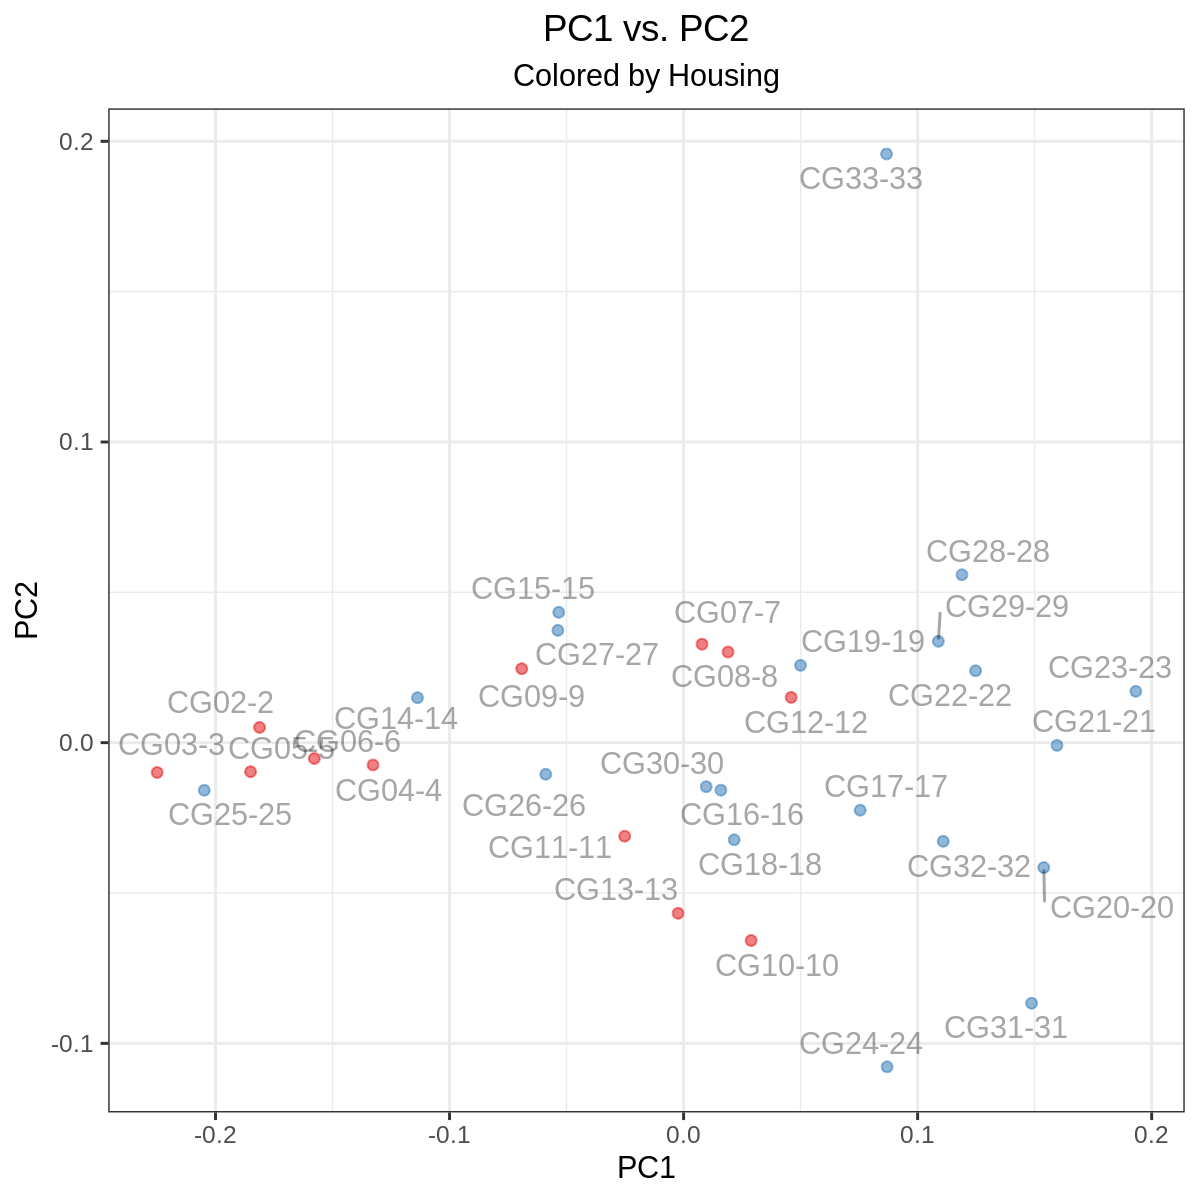 PC1 vs. PC2
Colored by Housing
0.2
CG33-33
0.1
CG28-28
CG15-15
CG29-29
CG07-7
CG19-19
CG27-27
CG23-23
CG08-8
CG09-9
CG22-22
CG02-2
CG14-14
CG12-12
CG21-21
0.0
CG03-3
CG05-5
CG06-6
CG30-30
CG04-4
CG17-17
CG26-26
CG25-25
CG16-16
CG11-11
CG18-18
CG32-32
CG13-13
CG20-20
CG10-10
CG31-31
CG24-24
-0.1
PC2
-0.2
-0.1
0.0
0.1
0.2
PC1